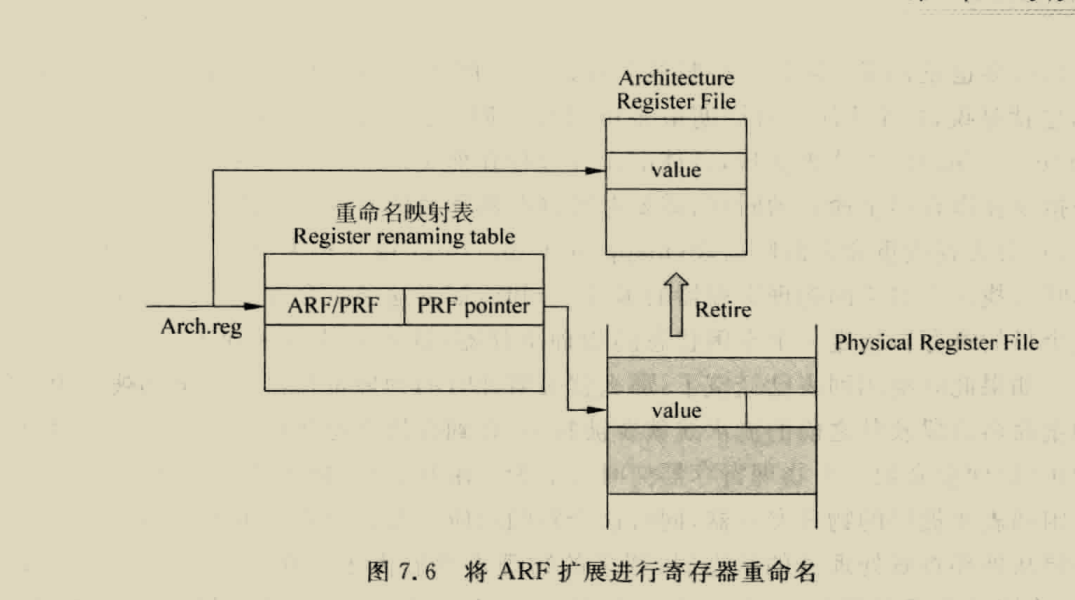 Architecture
Register File
value
重命名映射表
Register renaming table
ARF/PRF
PRF pointer
Arch.reg
Retire
Physical Register File
value
图 7.6 将 ARF 扩展进行寄存器重命名